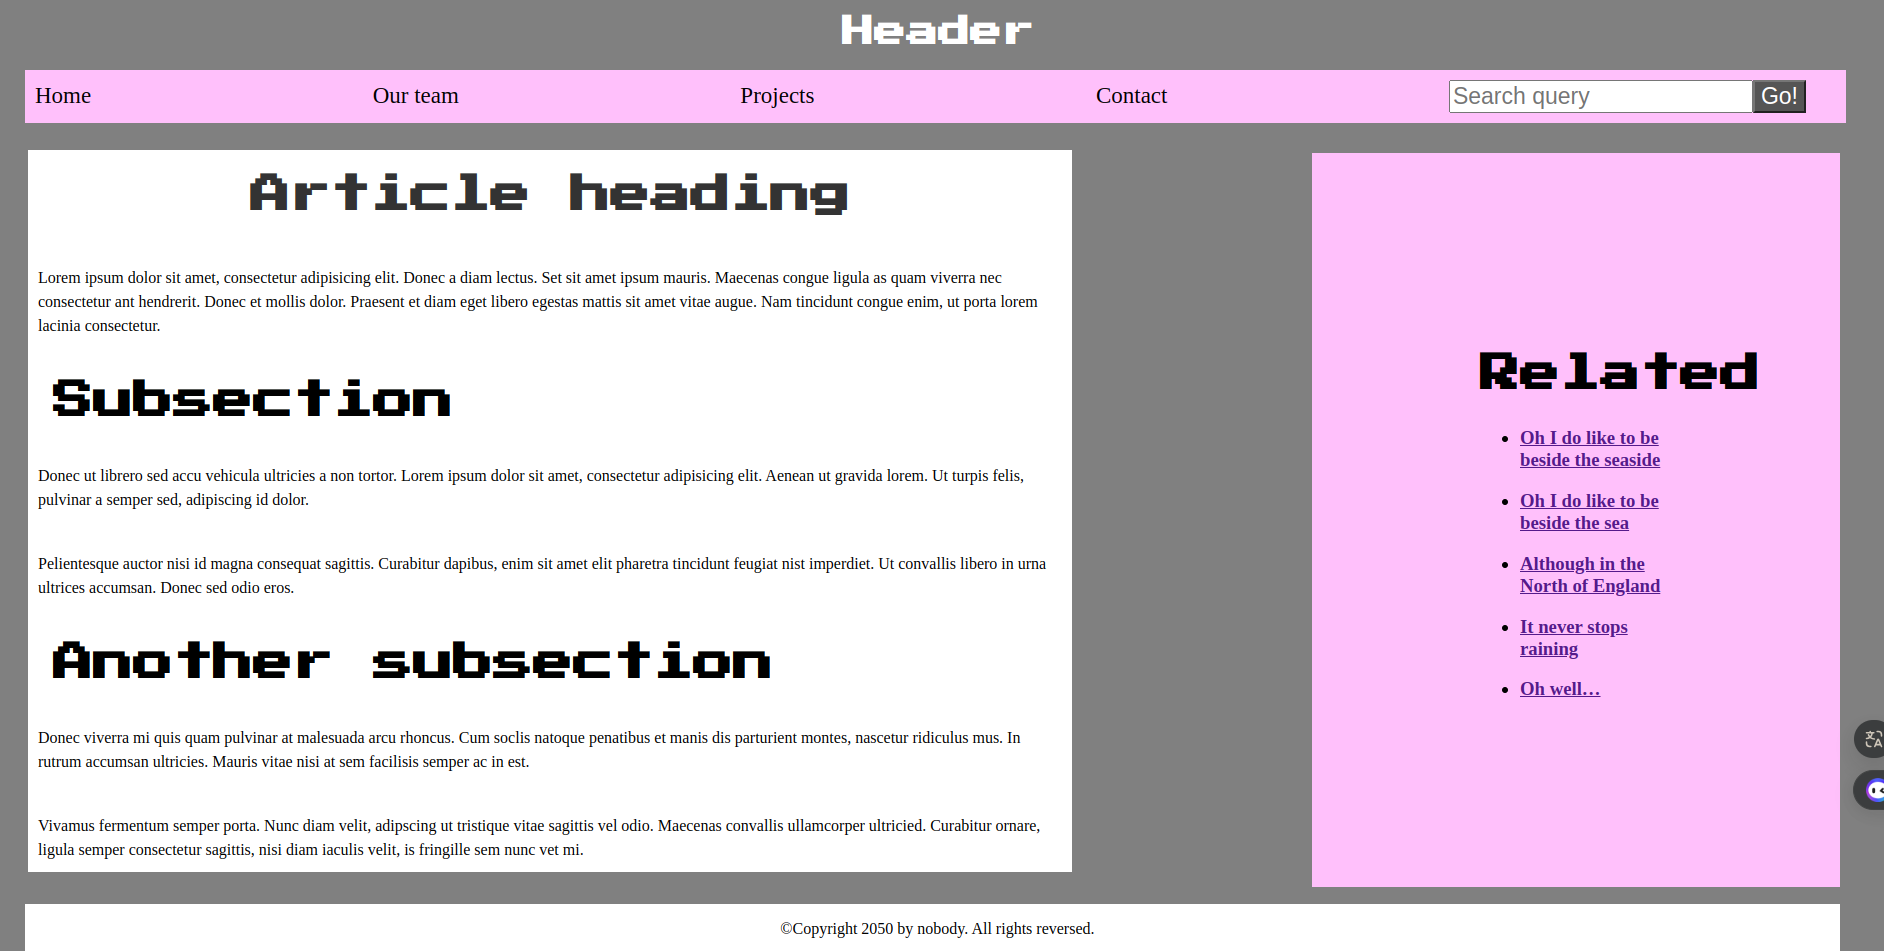 Header
Home
Our team
Projects
Contact
Search query
Go!
Article heading
Lorem ipsum dolor sit amet, consectetur adipisicing elit. Donec a diam lectus. Set sit amet ipsum mauris. Maecenas congue ligula as quam viverra nec
consectetur ant hendrerit. Donec et mollis dolor. Praesent et diam eget libero egestas mattis sit amet vitae augue. Nam tincidunt congue enim, ut porta lorem
lacinia consectetur.
Subsection
Donec ut librero sed accu vehicula ultricies a non tortor. Lorem ipsum dolor sit amet, consectetur adipisicing elit. Aenean ut gravida lorem. Ut turpis felis,
pulvinar a semper sed, adipiscing id dolor.
Pelientesque auctor nisi id magna consequat sagittis. Curabitur dapibus, enim sit amet elit pharetra tincidunt feugiat nist imperdiet. Ut convallis libero in urna
ultrices accumsan. Donec sed odio eros.
Another subsection
Donec viverra mi quis quam pulvinar at malesuada arcu rhoncus. Cum soclis natoque penatibus et manis dis parturient montes, nascetur ridiculus mus. In
rutrum accumsan ultricies. Mauris vitae nisi at sem facilisis semper ac in est.
Vivamus fermentum semper porta. Nunc diam velit, adipscing ut tristique vitae sagittis vel odio. Maecenas convallis ullamcorper ultricied. Curabitur ornare,
ligula semper consectetur sagittis, nisi diam iaculis velit, is fringille sem nunc vet mi.
Related
Oh I do like to be
beside the seaside
Oh I do like to be
beside the sea
Although in the
North of England
It never stops
raining
Oh well…
©Copyright 2050 by nobody. All rights reversed.